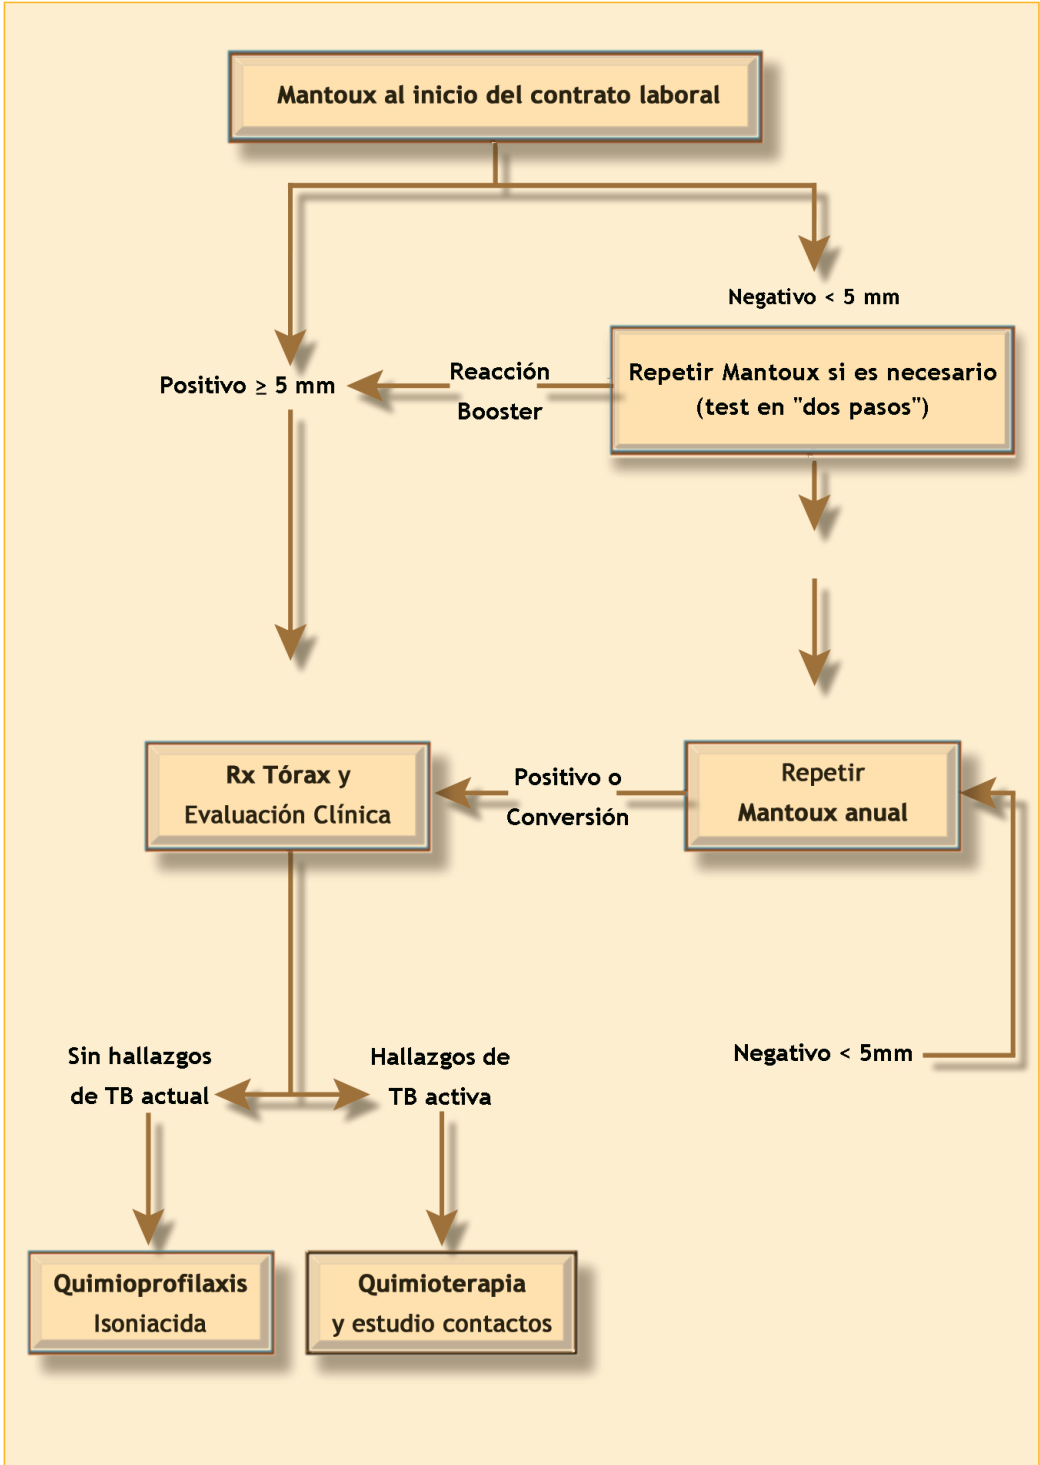 Mantoux al inicio del contrato laboral
Negativo < 5 mm
Positivo ≥ 5 mm
Reacción
Booster
Repetir Mantoux si es necesario
(test en "dos pasos")
Rx Tórax y
Evaluación Clínica
Positivo o
Conversión
Repetir
Mantoux anual
Sin hallazgos
de TB actual
Hallazgos de
TB activa
Negativo < 5mm
Quimioprofilaxis
Isoniacida
Quimioterapia
y estudio contactos